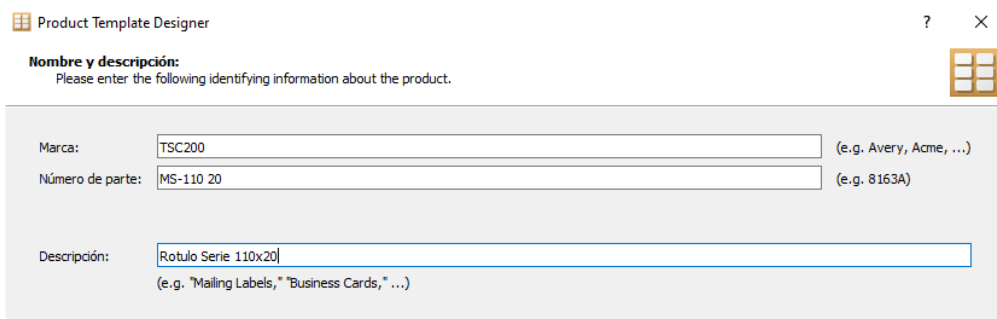 Product Template Designer
Nombre y descripción:
Please enter the following identifying information about the product.
Marca: TSC200 (e.g. Avery, Acme, ...)
Número de parte: MS-110 20 (e.g. 8163A)
Descripción: Rotulo Serie 110x20
(e.g. "Mailing Labels," "Business Cards," ...)